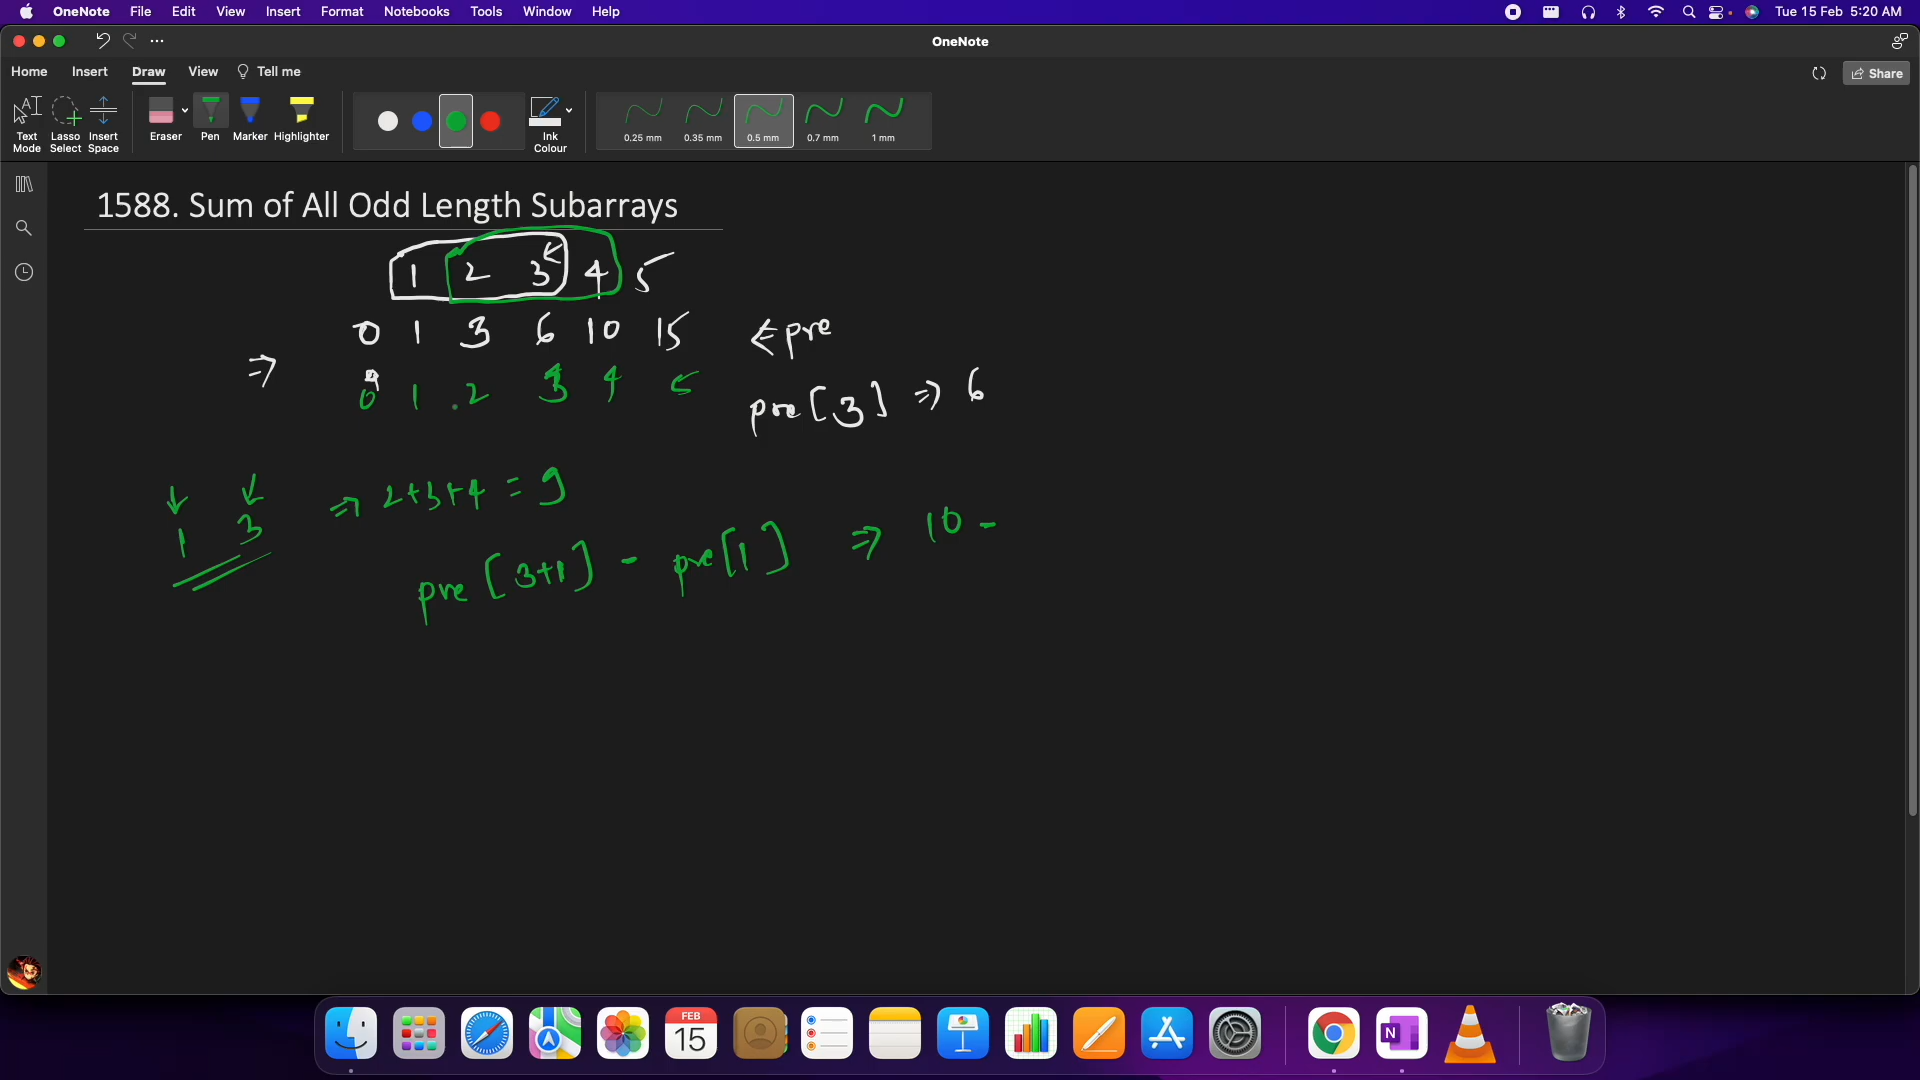 OneNote File Edit View Insert Format Notebooks Tools Window Help Tue 15 Feb 5:20 AM
OneNote
Home Insert Draw View Tell me Share
Text Mode Lasso Select Insert Space Eraser Pen Marker Highlighter Ink Colour 0.25 mm 0.35 mm 0.5 mm 0.7 mm 1 mm
1588. Sum of All Odd Length Subarrays
1 2 3 4 5
0 1 3 6 10 15 ⇐ pre
⇒ 0 1 2 3 4 5
pre[3] ⇒ 6
1 3 ⇒ 2+3+4 = 9
pre[3+1] - pre[1] ⇒ 10 -
FEB
15
N